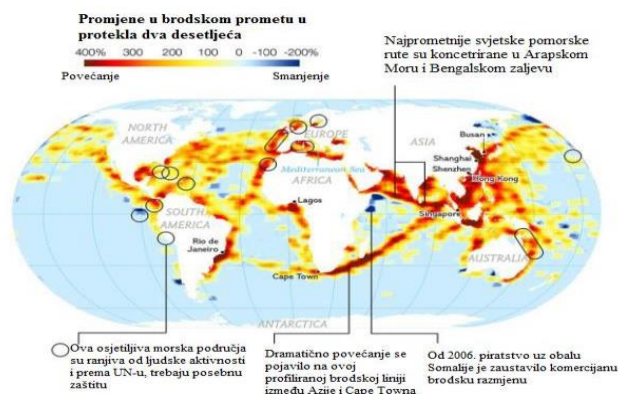 Promjene u brodskom prometu u
protekla dva desetljeća
400% 300 200 100 0 -100 -200%
Povećanje Smanjenje
Najprometnije svjetske pomorske
rute su koncetrirane u Arapskom
Moru i Bengalskom zaljevu
NORTH
AMERICA
EUROPE
ASIA
Busan
Shanghai
Shenzhen
Hong Kong
Mediterranean Sea
AFRICA
Lagos
Singapore
SOUTH
AMERICA
Rio de
Janeiro
Cape Town
AUSTRALIA
ANTARCTICA
Ova osjetiljiva morska područja
su ranjiva od ljudske aktivnosti
i prema UN-u, trebaju posebnu
zaštitu
Dramatično povećanje se
pojavilo na ovoj
profiliranoj brodskoj liniji
između Azije i Cape Towna
Od 2006. piratstvo uz obalu
Somalije je zaustavilo komercijanu
brodsku razmjenu